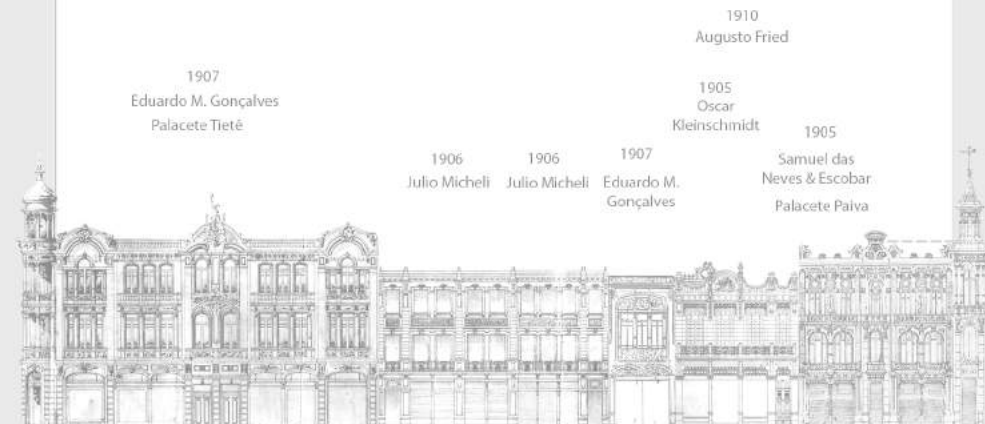 1907
Eduardo M. Gonçalves
Palacete Tietê
1906
Julio Micheli
1906
Julio Micheli
1907
Eduardo M.
Gonçalves
1910
Augusto Fried
1905
Oscar
Kleinschmidt
1905
Samuel das
Neves & Escobar
Palacete Paiva